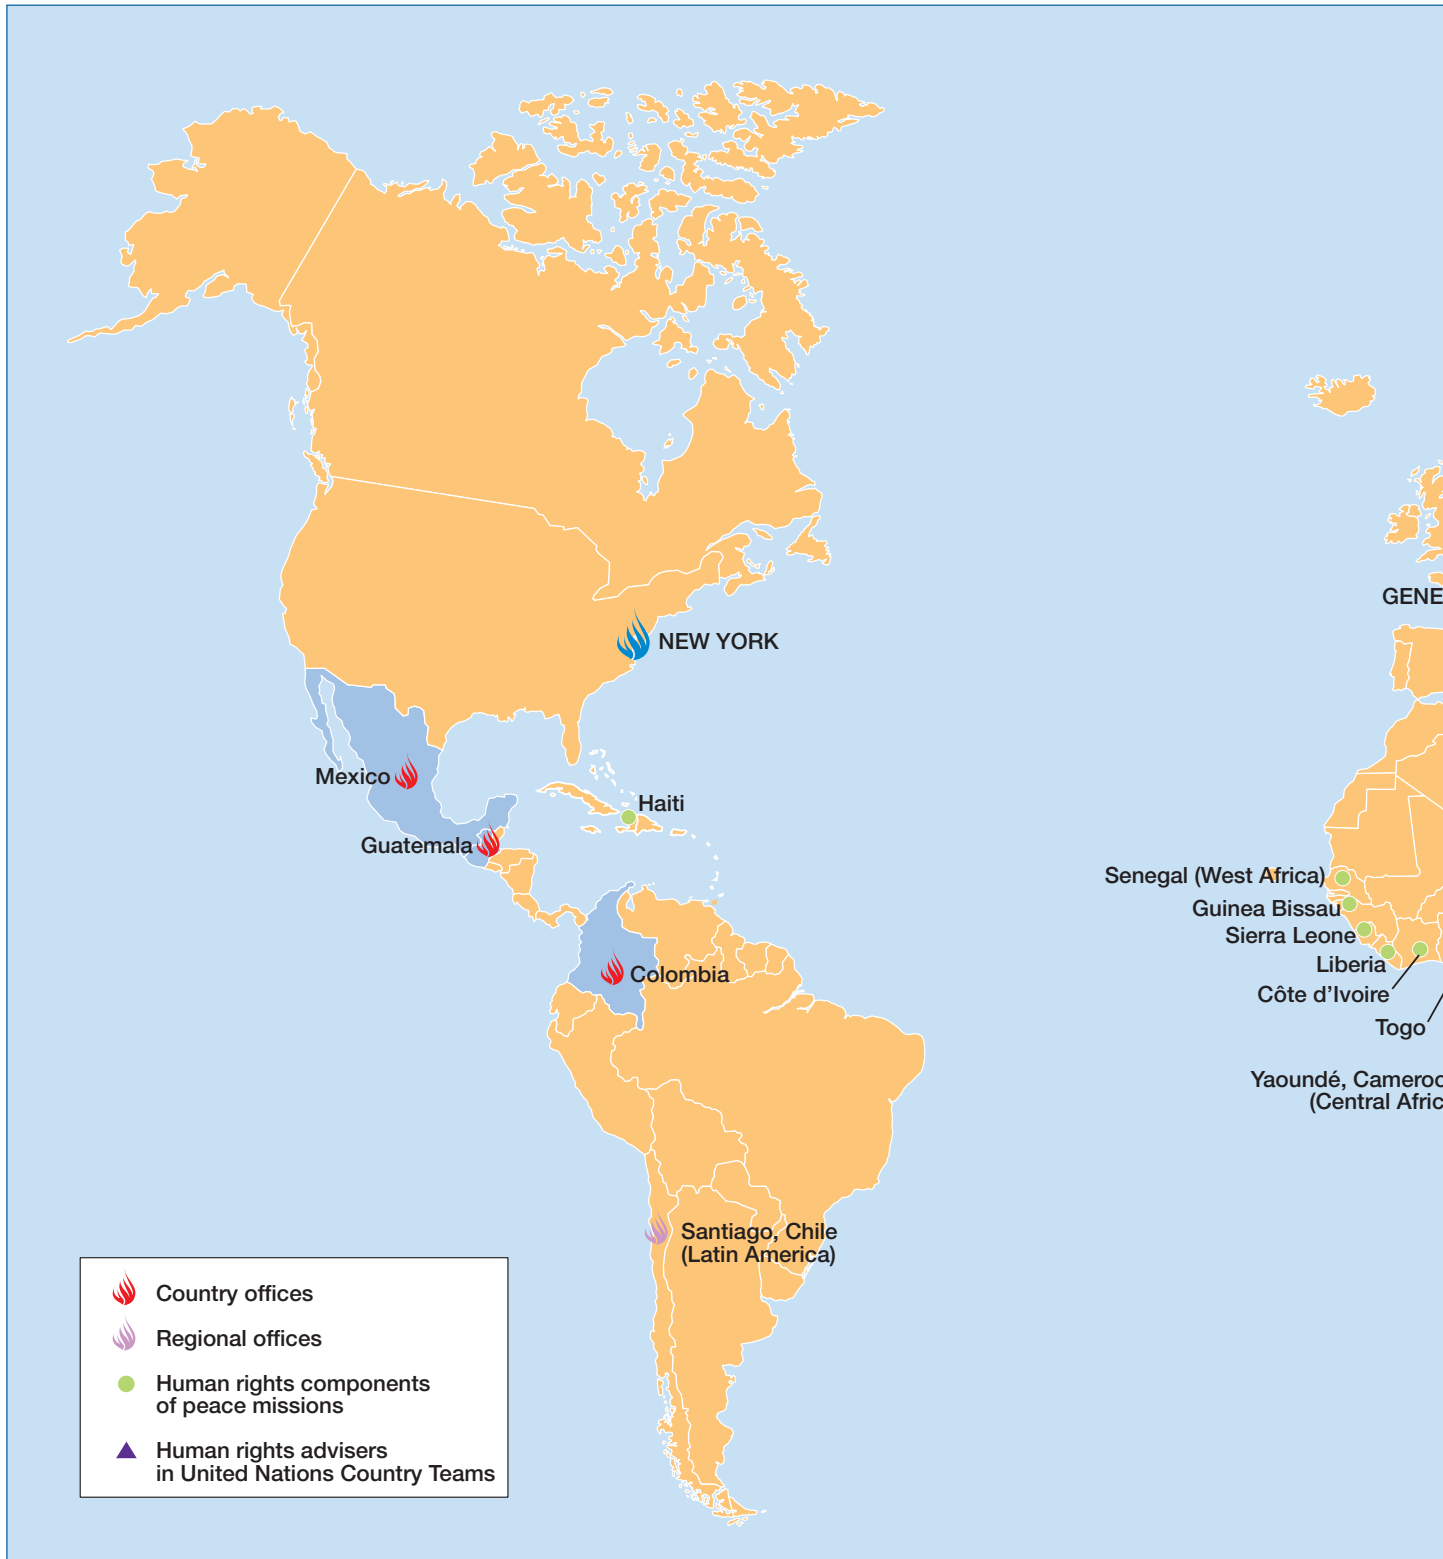 GENE
NEW YORK
Mexico
Haiti
Guatemala
Senegal (West Africa)
Guinea Bissau
Sierra Leone
Liberia
Colombia
Côte d’Ivoire
Togo
Yaoundé, Cameroo
(Central Afric
Santiago, Chile
(Latin America)
Country offices
Regional offices
Human rights components
of peace missions
Human rights advisers
in United Nations Country Teams